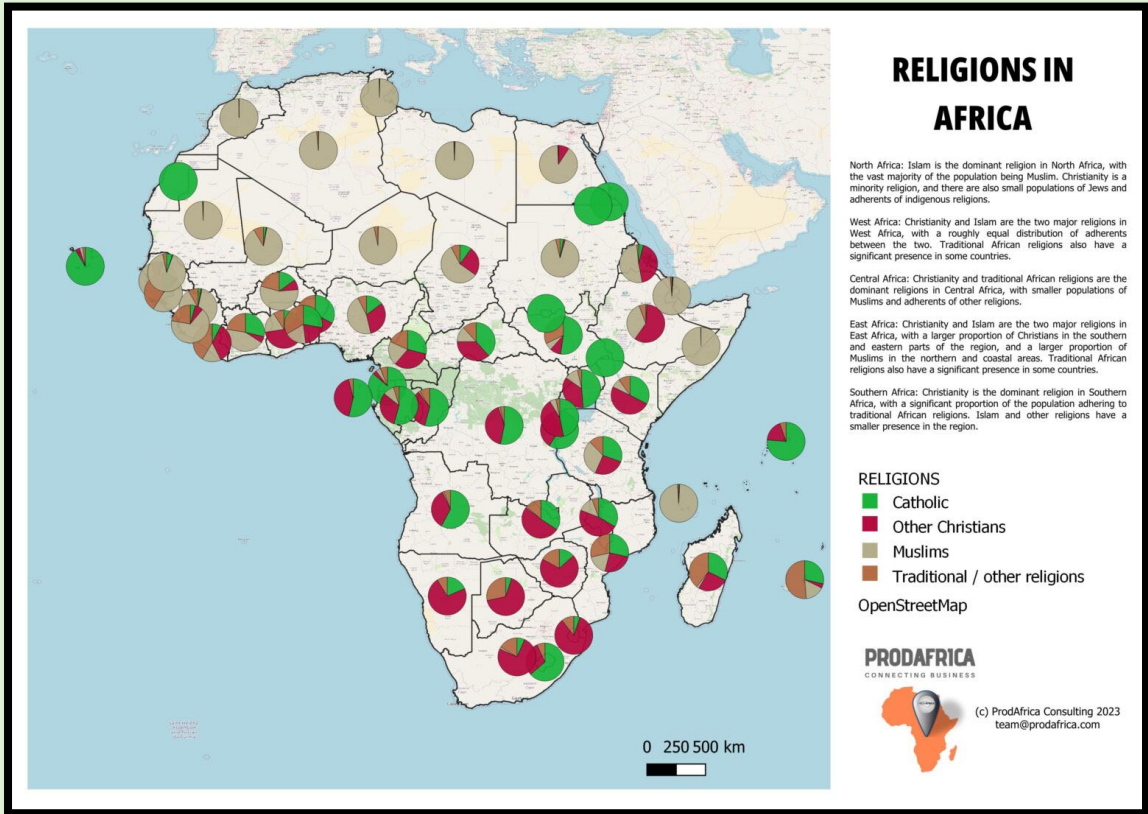 RELIGIONS IN
AFRICA
North Africa: Islam is the dominant religion in North Africa, with
the vast majority of the population being Muslim. Christianity is a
minority religion, and there are also small populations of Jews and
adherents of indigenous religions.
West Africa: Christianity and Islam are the two major religions in
West Africa, with a roughly equal distribution of adherents
between the two. Traditional African religions also have a
significant presence in some countries.
Central Africa: Christianity and traditional African religions are the
dominant religions in Central Africa, with smaller populations of
Muslims and adherents of other religions.
East Africa: Christianity and Islam are the two major religions in
East Africa, with a larger proportion of Christians in the southern
and eastern parts of the region, and a larger proportion of
Muslims in the northern and coastal areas. Traditional African
religions also have a significant presence in some countries.
Southern Africa: Christianity is the dominant religion in Southern
Africa, with a significant proportion of the population adhering to
traditional African religions. Islam and other religions have a
smaller presence in the region.
RELIGIONS
Catholic
Other Christians
Muslims
Traditional / other religions
OpenStreetMap
PRODAFRICA
CONNECTING BUSINESS
(c) ProdAfrica Consulting 2023
team@prodafrica.com
0 250 500 km